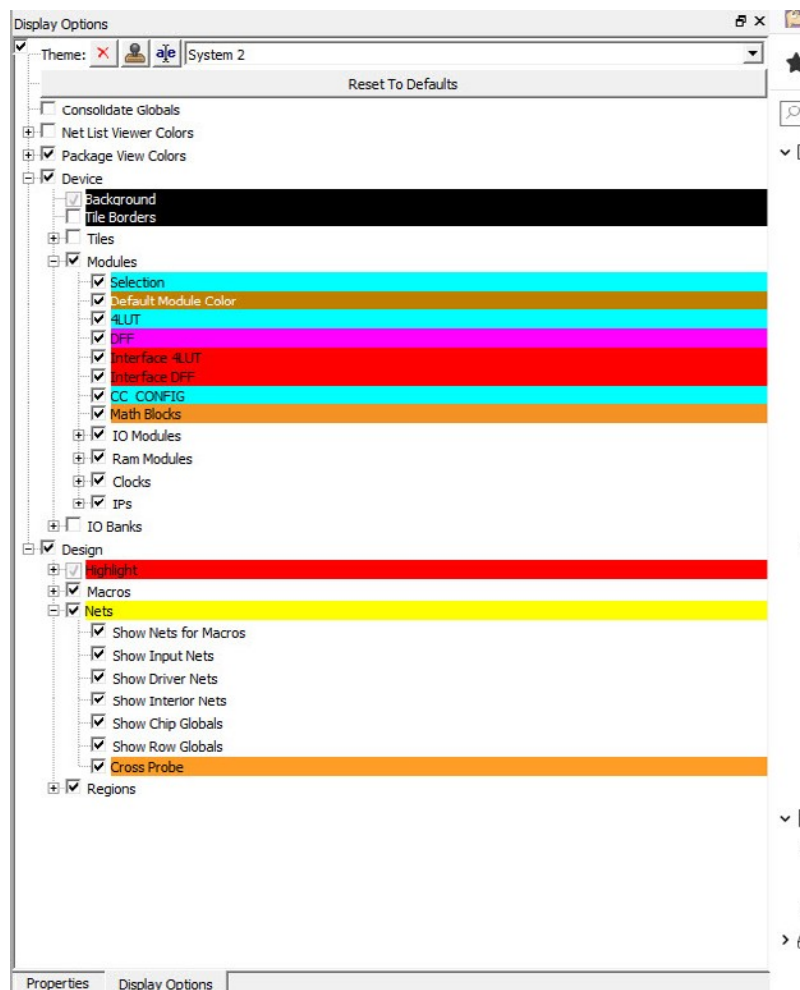 Display Options
Theme: a|e System 2
Reset To Defaults
Consolidate Globals
Net List Viewer Colors
Package View Colors
Device
Background
Tile Borders
Tiles
Modules
Selection
Default Module Color
4LUT
DFF
Interface 4LUT
Interface DFF
CC_CONFIG
Math Blocks
IO Modules
Ram Modules
Clocks
IPs
IO Banks
Design
Highlight
Macros
Nets
Show Nets for Macros
Show Input Nets
Show Driver Nets
Show Interior Nets
Show Chip Globals
Show Row Globals
Cross Probe
Regions
Properties Display Options